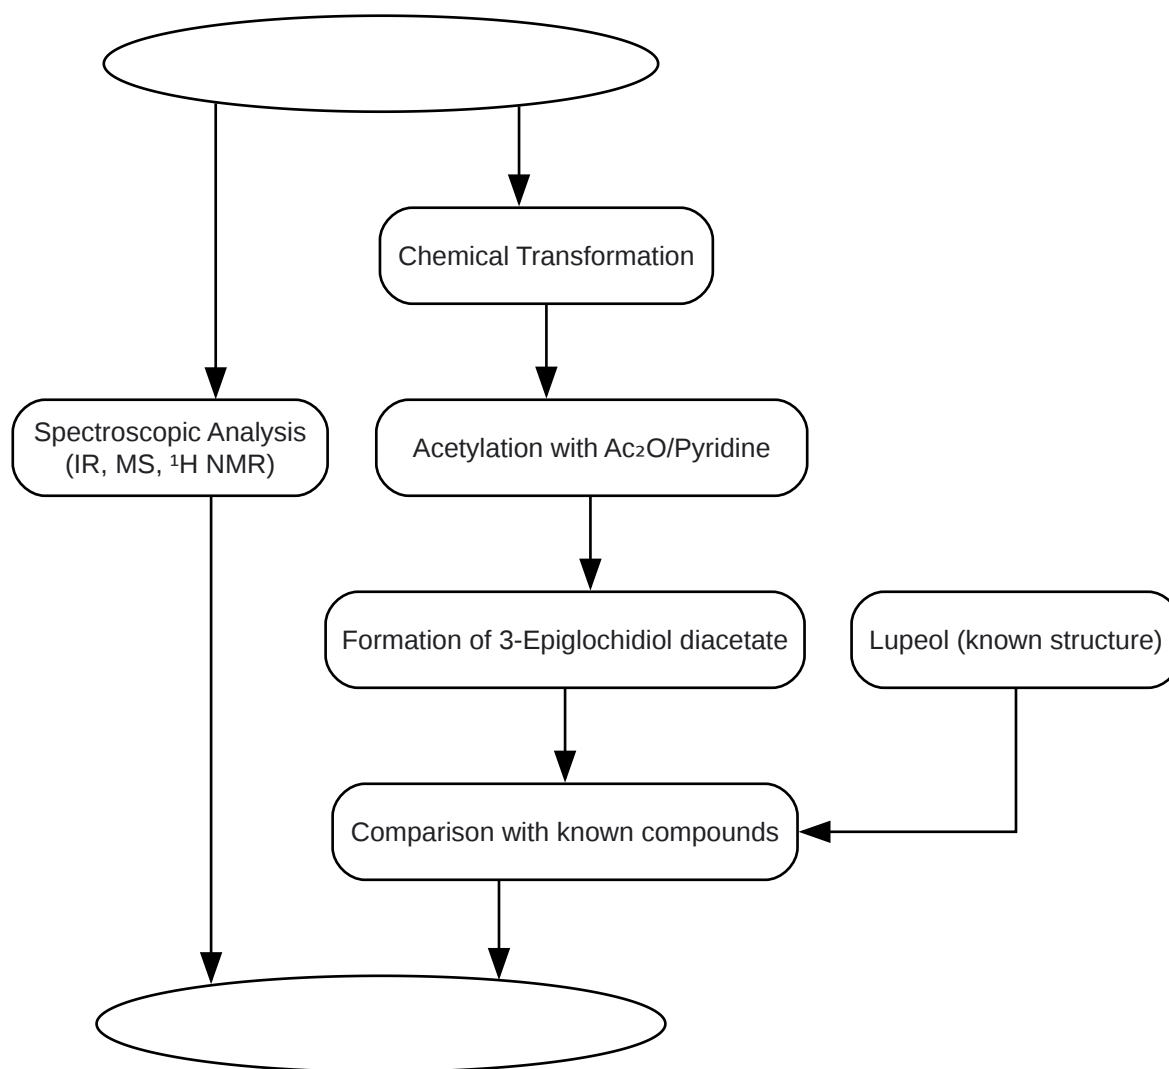 Chemical Transformation
Spectroscopic Analysis
(IR, MS, ¹H NMR)
Acetylation with Ac₂O/Pyridine
Formation of 3-Epiglochidiol diacetate
Lupeol (known structure)
Comparison with known compounds